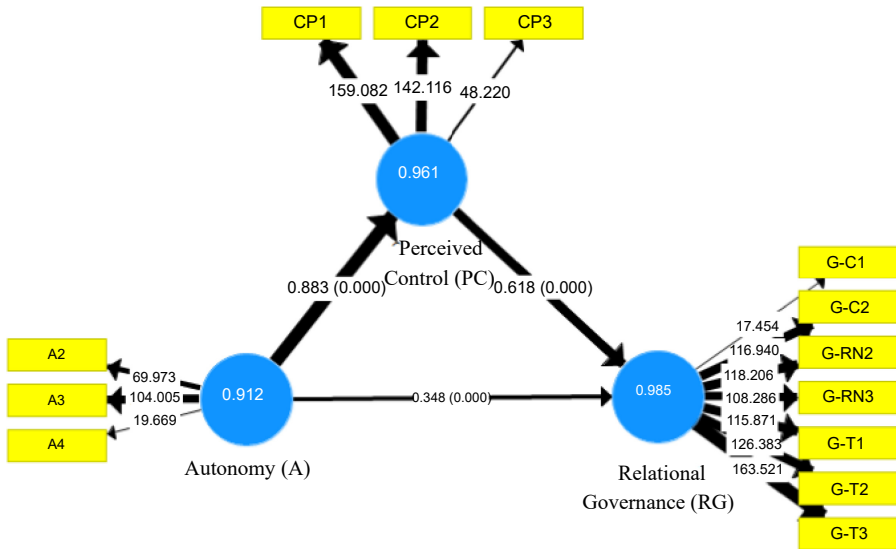 CP1
CP2
CP3
159.082
142.116
48.220
0.961
Perceived
Control (PC)
0.883 (0.000)
0.618 (0.000)
G-C1
G-C2
G-RN2
G-RN3
G-T1
G-T2
G-T3
17.454
116.940
118.206
108.286
115.871
126.383
163.521
A2
A3
A4
69.973
104.005
19.669
0.912
0.348 (0.000)
0.985
Autonomy (A)
Relational
Governance (RG)